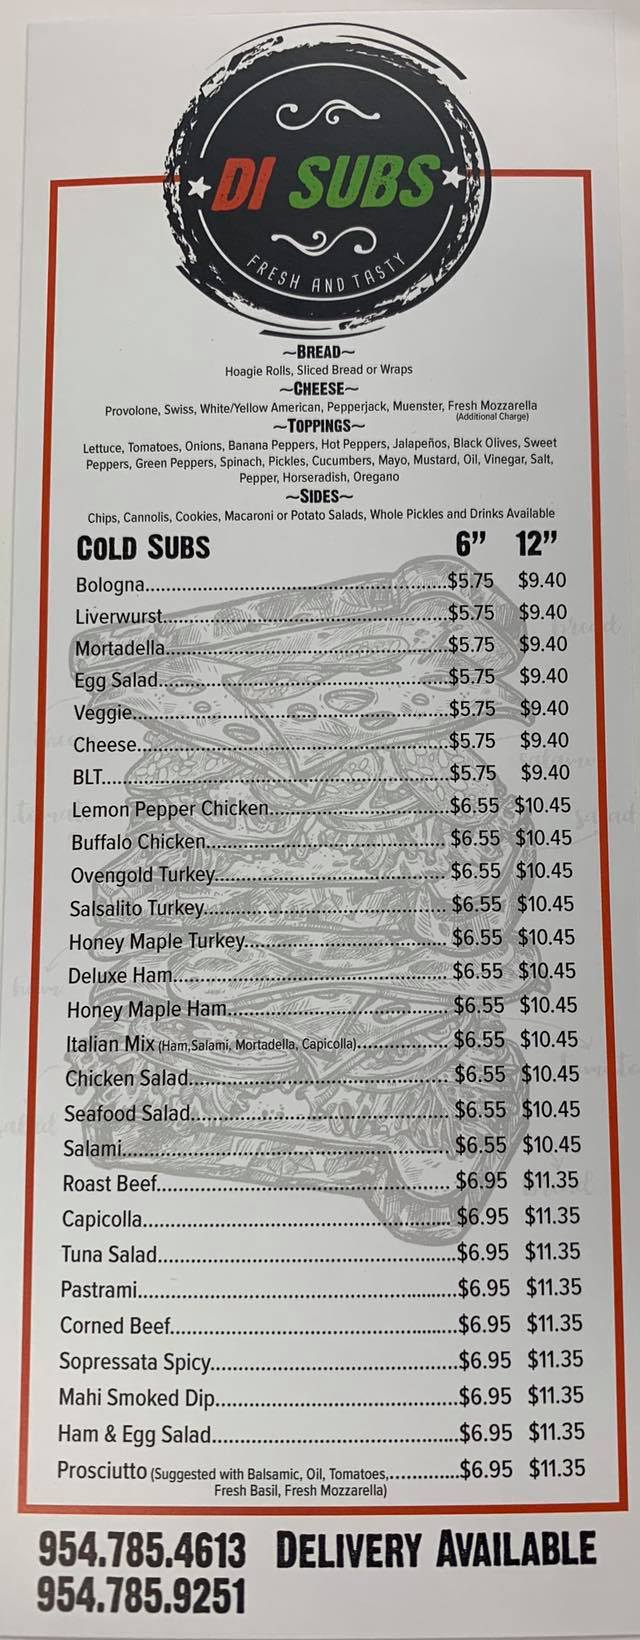 DI SUBS
FRESH AND TASTY
~BREAD~
Hoagie Rolls, Sliced Bread or Wraps
~CHEESE~
Provolone, Swiss, White/Yellow American, Pepperjack, Muenster, Fresh Mozzarella
(Additional Charge)
~TOPPINGS~
Lettuce, Tomatoes, Onions, Banana Peppers, Hot Peppers, Jalapeños, Black Olives, Sweet
Peppers, Green Peppers, Spinach, Pickles, Cucumbers, Mayo, Mustard, Oil, Vinegar, Salt,
Pepper, Horseradish, Oregano
~SIDES~
Chips, Cannolis, Cookies, Macaroni or Potato Salads, Whole Pickles and Drinks Available
COLD SUBS 6” 12”
Bologna $5.75 $9.40
Liverwurst $5.75 $9.40
Mortadella $5.75 $9.40
Egg Salad $5.75 $9.40
Veggie $5.75 $9.40
Cheese $5.75 $9.40
BLT $5.75 $9.40
Lemon Pepper Chicken $6.55 $10.45
Buffalo Chicken $6.55 $10.45
Ovengold Turkey $6.55 $10.45
Salsalito Turkey $6.55 $10.45
Honey Maple Turkey $6.55 $10.45
Deluxe Ham $6.55 $10.45
Honey Maple Ham $6.55 $10.45
Italian Mix (Ham,Salami, Mortadella, Capicolla) $6.55 $10.45
Chicken Salad $6.55 $10.45
Seafood Salad $6.55 $10.45
Salami $6.55 $10.45
Roast Beef $6.95 $11.35
Capicolla $6.95 $11.35
Tuna Salad $6.95 $11.35
Pastrami $6.95 $11.35
Corned Beef $6.95 $11.35
Sopressata Spicy $6.95 $11.35
Mahi Smoked Dip $6.95 $11.35
Ham & Egg Salad $6.95 $11.35
Prosciutto (Suggested with Balsamic, Oil, Tomatoes, $6.95 $11.35
Fresh Basil, Fresh Mozzarella)
954.785.4613 DELIVERY AVAILABLE
954.785.9251